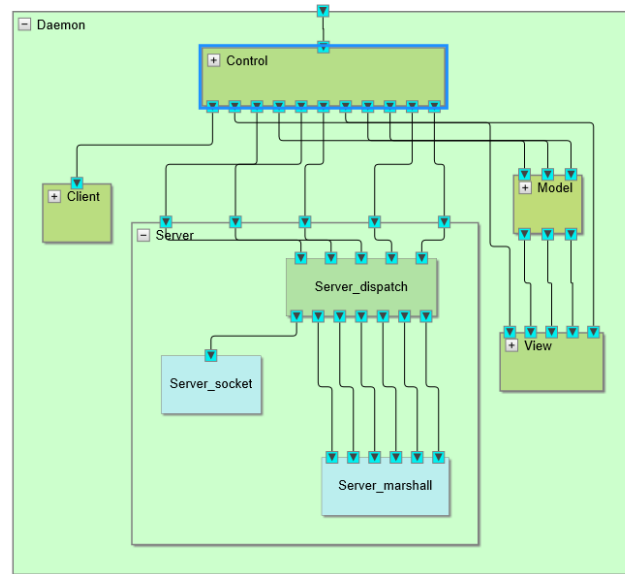 Daemon
Control
Client
Model
Server
Server_dispatch
View
Server_socket
Server_marshall